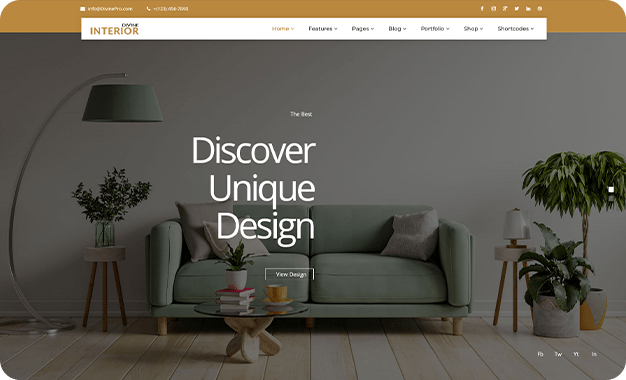 info@DivinePro.com +(123) 456-7890
DIVINE
INTERIOR
Home Features Pages Blog Portfolio Shop Shortcodes
The Best
Discover
Unique
Design
View Design
Fb Tw Yt In